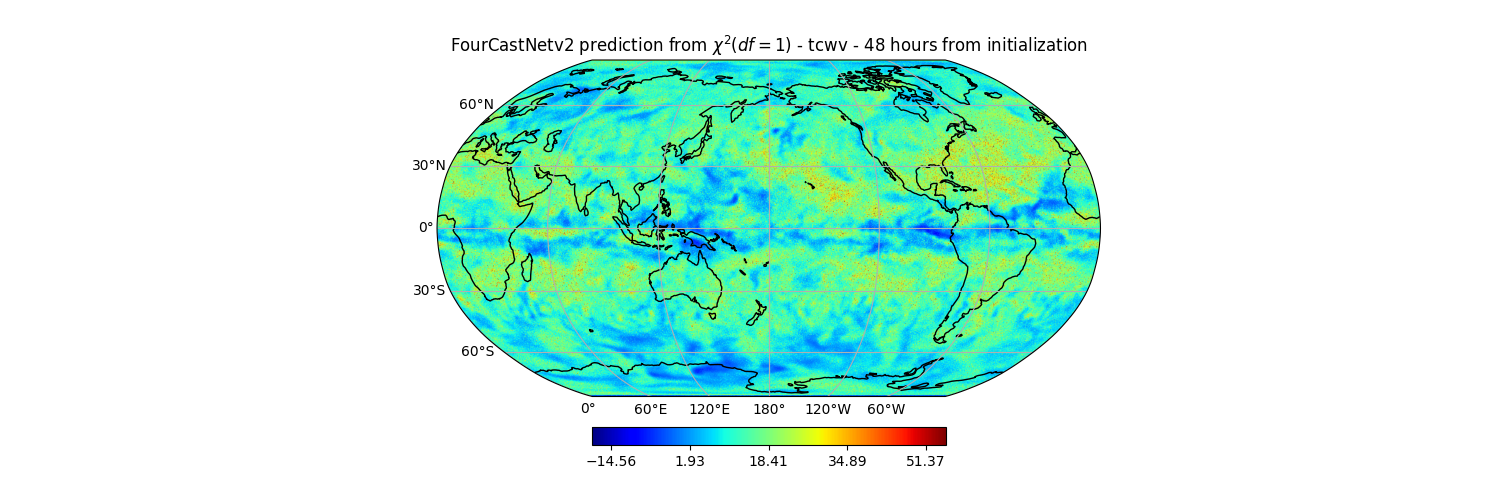 FourCastNetv2 prediction from χ²(df = 1) - tcwv - 48 hours from initialization
60°N
30°N
0°
30°S
60°S
0° 60°E 120°E 180° 120°W 60°W
−14.56 1.93 18.41 34.89 51.37